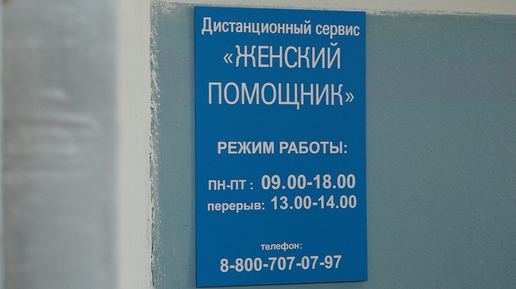 Дистанционный сервис
«ЖЕНСКИЙ
ПОМОЩНИК»
РЕЖИМ РАБОТЫ:
ПН-ПТ : 09.00-18.00
перерыв: 13.00-14.00
телефон:
8-800-707-07-97